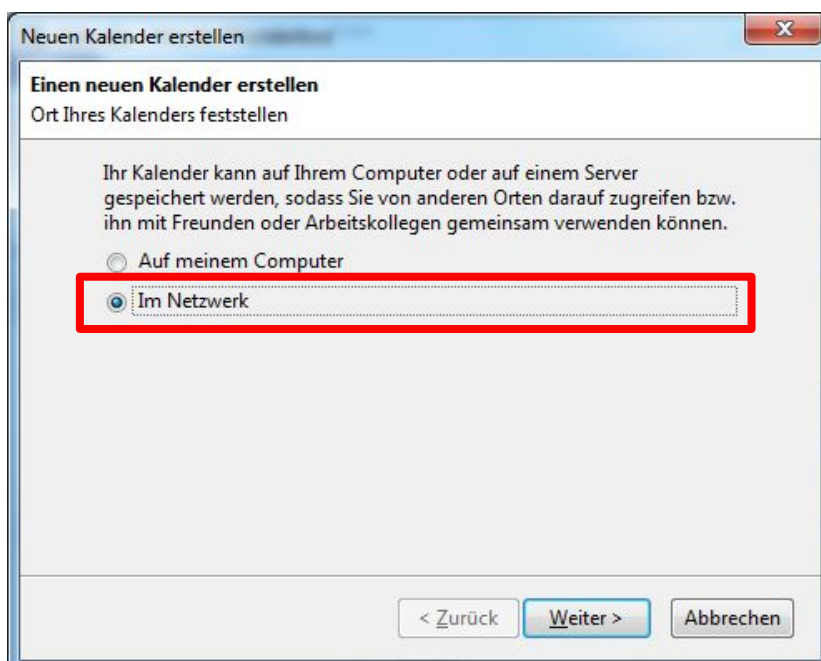 Neuen Kalender erstellen
Einen neuen Kalender erstellen
Ort Ihres Kalenders feststellen
Ihr Kalender kann auf Ihrem Computer oder auf einem Server
gespeichert werden, sodass Sie von anderen Orten darauf zugreifen bzw.
ihn mit Freunden oder Arbeitskollegen gemeinsam verwenden können.
Auf meinem Computer
Im Netzwerk
< Zurück Weiter > Abbrechen